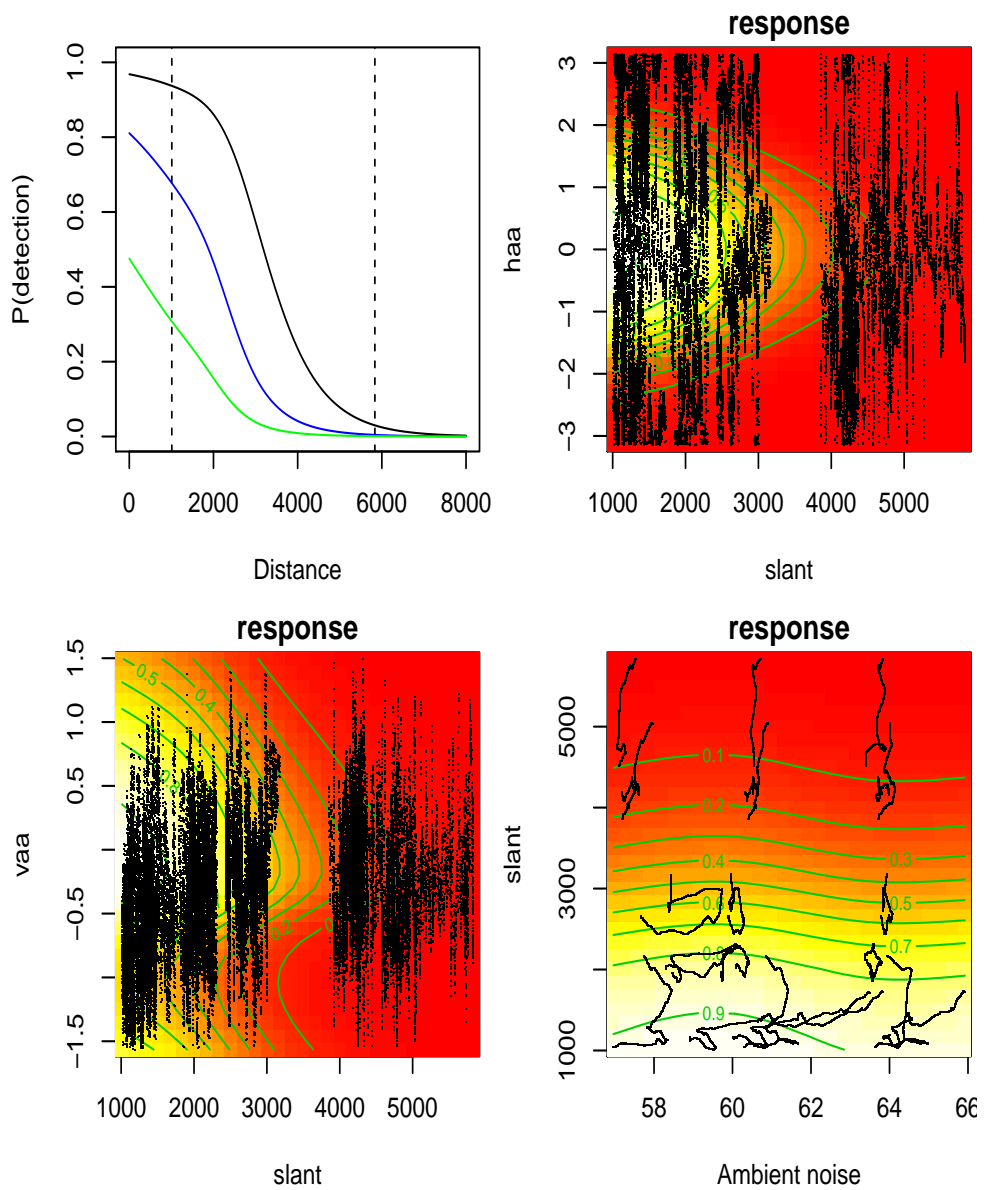 response
P(detection)
0.0 0.2 0.4 0.6 0.8 1.0
0 2000 4000 6000 8000
Distance
haa
−3 −2 −1 0 1 2 3
1000 2000 3000 4000 5000
slant
response
response
vaa
−1.5 −0.5 0.5 1.0 1.5
0.5
0.4
0.2
1000 2000 3000 4000 5000
slant
slant
1000 3000 5000
0.1
0.2
0.3
0.4
0.5
0.6
0.7
0.8
0.9
58 60 62 64 66
Ambient noise